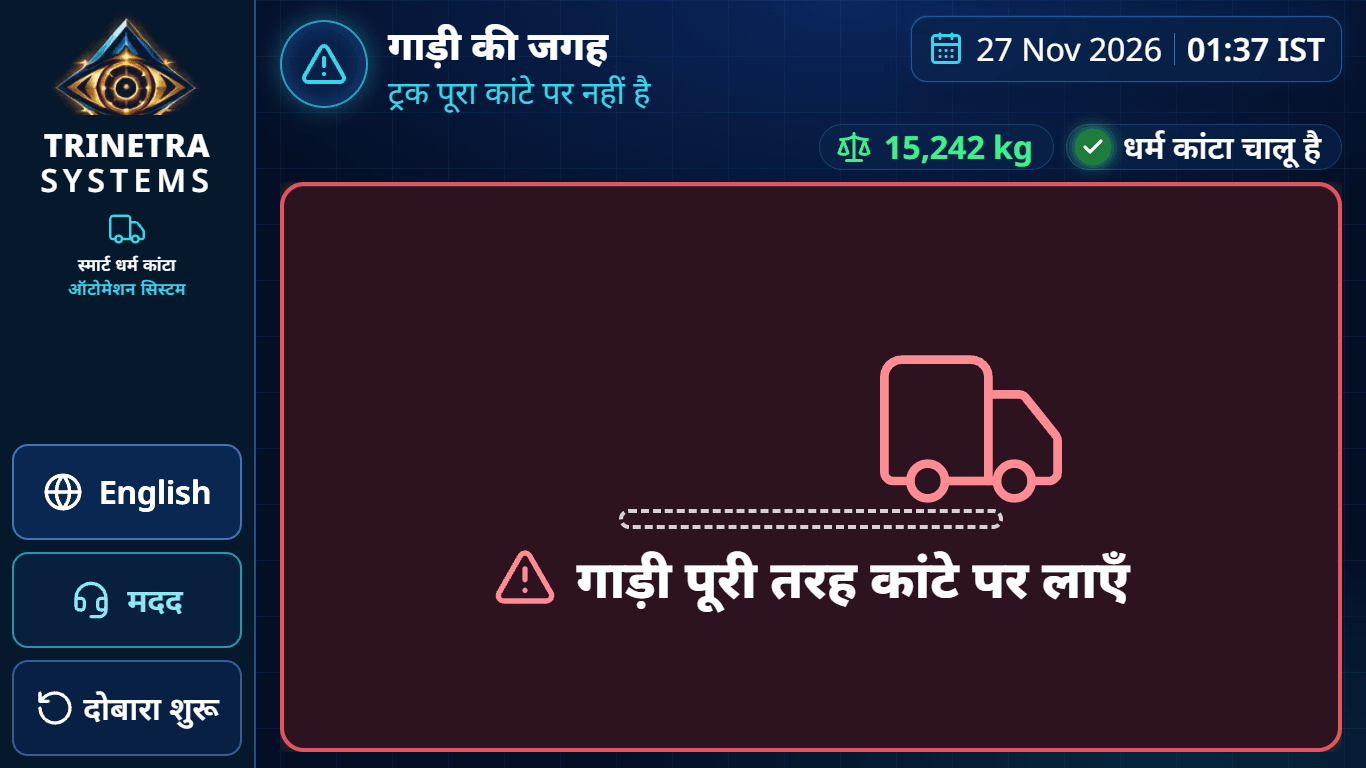 TRINETRA
SYSTEMS
स्मार्ट धर्म कांटा
ऑटोमेशन सिस्टम
English
मदद
दोबारा शुरू
गाड़ी की जगह
ट्रक पूरा कांटे पर नहीं है
27 Nov 2026 01:37 IST
15,242 kg
धर्म कांटा चालू है
गाड़ी पूरी तरह कांटे पर लाएँ